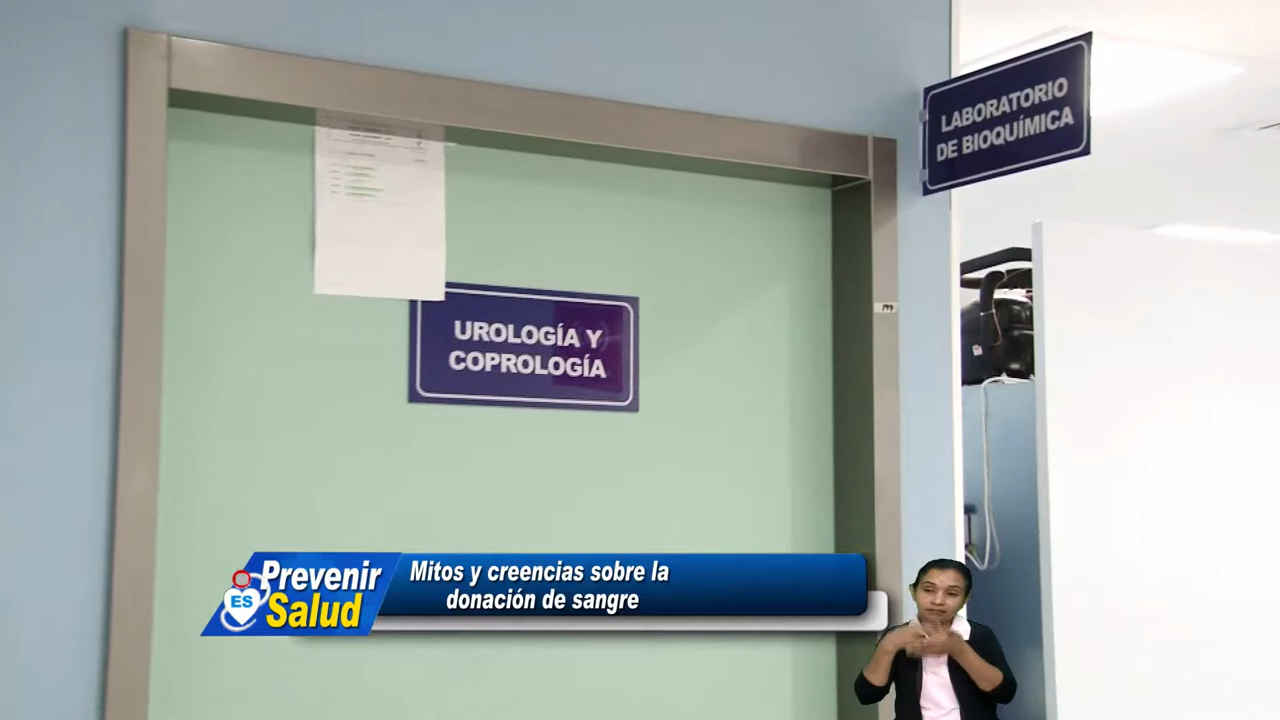 LABORATORIO
DE BIOQUÍMICA
UROLOGÍA Y
COPROLOGÍA
Prevenir
ES
Salud
Mitos y creencias sobre la
donación de sangre